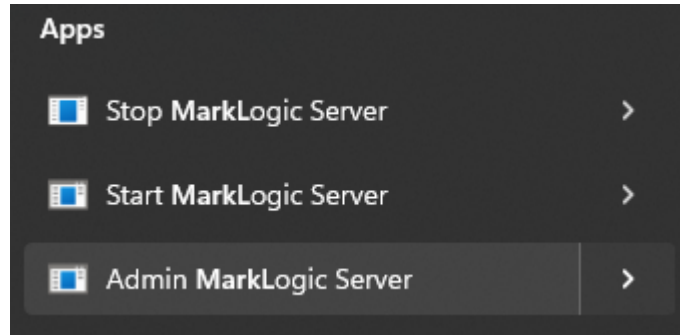 Apps
Stop MarkLogic Server
Start MarkLogic Server
Admin MarkLogic Server